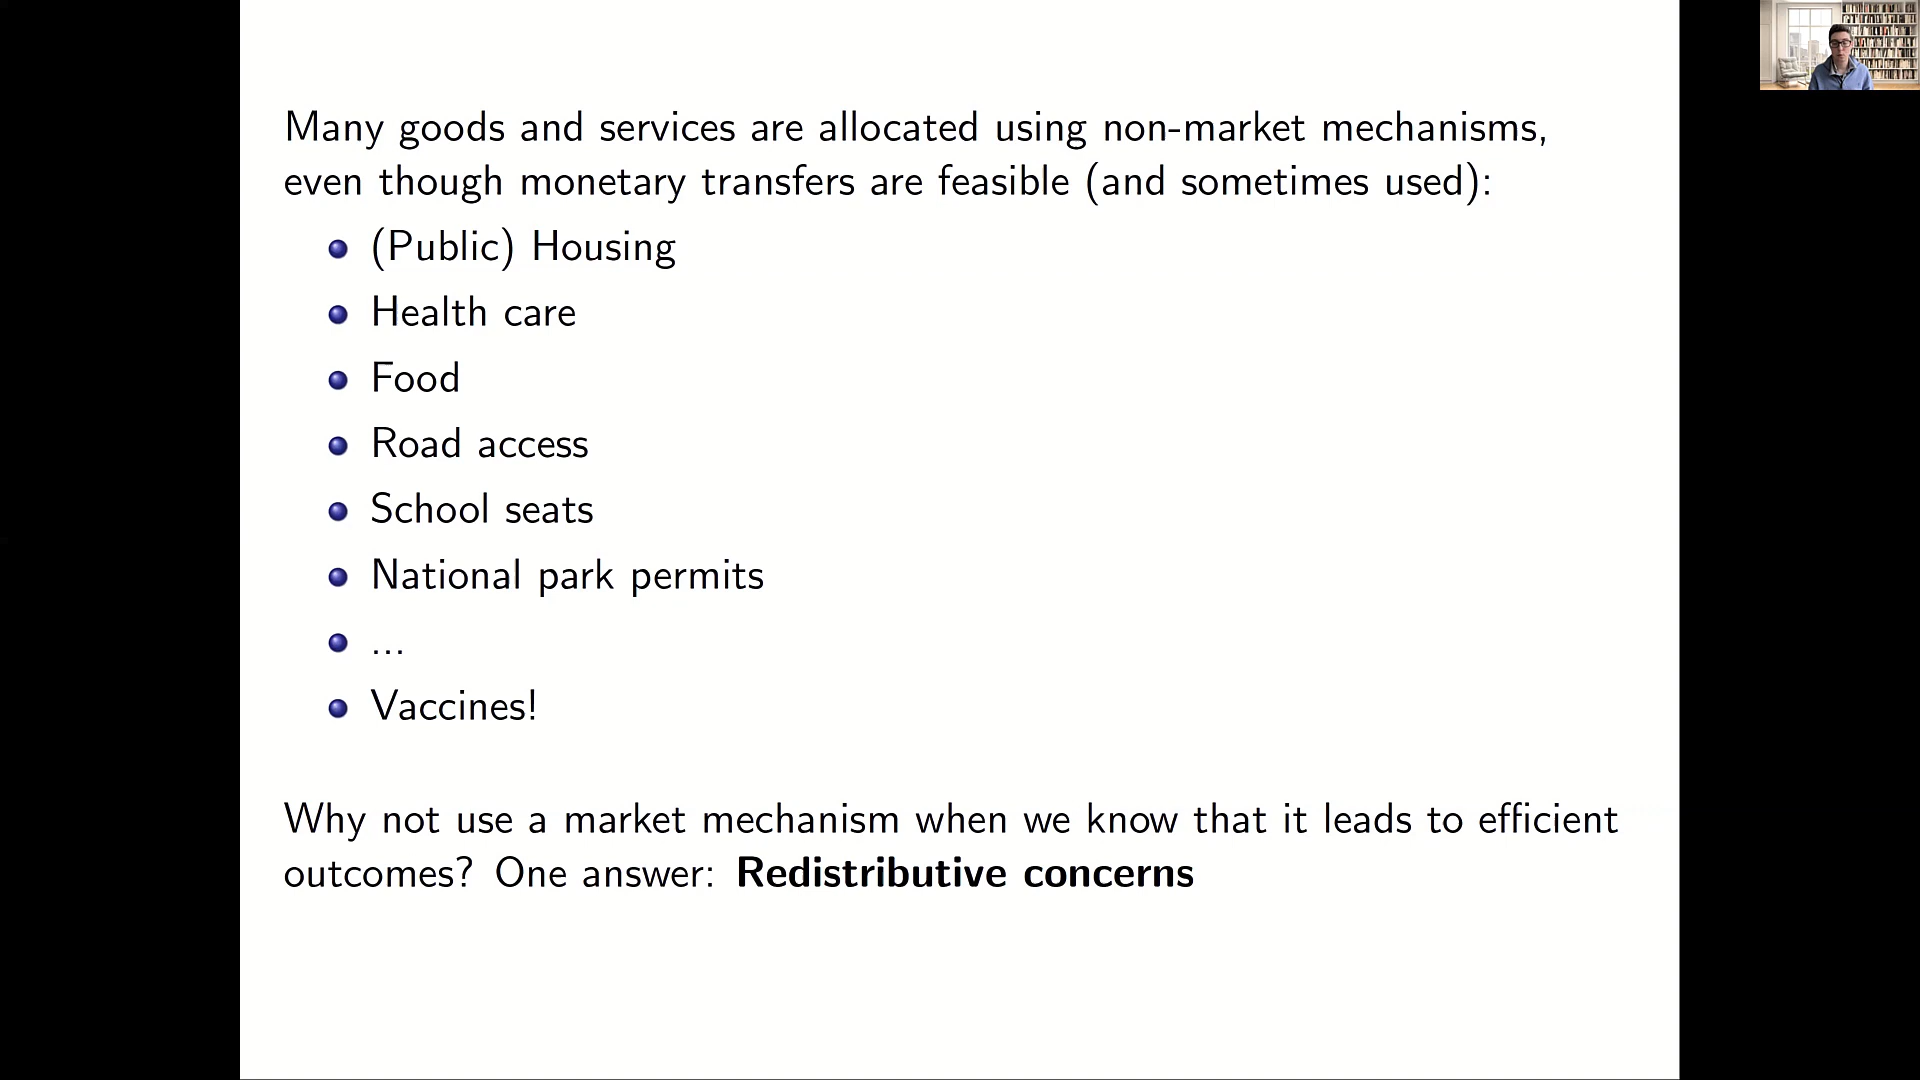 Many goods and services are allocated using non-market mechanisms,
even though monetary transfers are feasible (and sometimes used):
(Public) Housing
Health care
Food
Road access
School seats
National park permits
...
Vaccines!
Why not use a market mechanism when we know that it leads to efficient
outcomes? One answer: Redistributive concerns